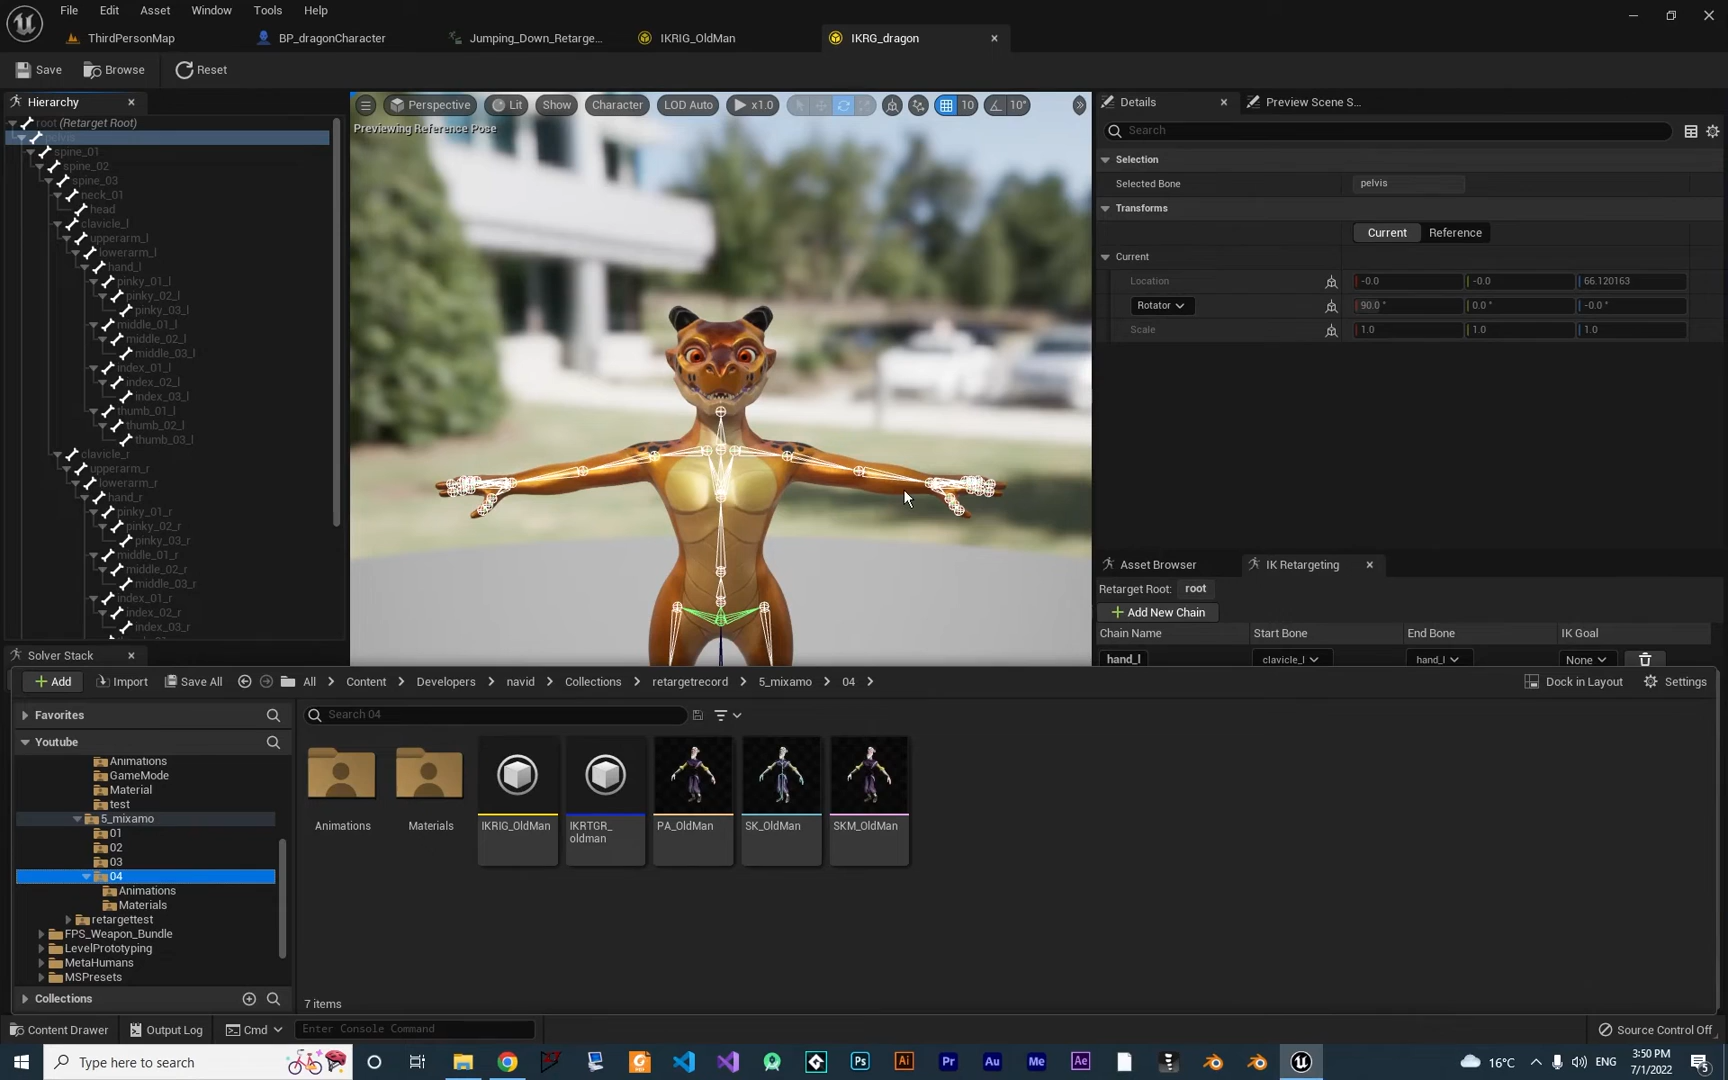 File Edit Asset Window Tools Help
ThirdPersonMap BP_dragonCharacter Jumping_Down_Retarge... IKRIG_OldMan IKRG_dragon
Save Browse Reset
Hierarchy
root (Retarget Root)
pelvis
spine_01
spine_02
spine_03
neck_01
head
clavicle_l
upperarm_l
lowerarm_l
hand_l
pinky_01_l
pinky_02_l
pinky_03_l
middle_01_l
middle_02_l
middle_03_l
index_01_l
index_02_l
index_03_l
thumb_01_l
thumb_02_l
thumb_03_l
clavicle_r
upperarm_r
lowerarm_r
hand_r
pinky_01_r
pinky_02_r
pinky_03_r
middle_01_r
middle_02_r
middle_03_r
index_01_r
index_02_r
index_03_r
Solver Stack
Perspective Lit Show Character LOD Auto x1.0 10 10°
Previewing Reference Pose
Details Preview Scene S...
Search
Selection
Selected Bone pelvis
Transforms
Current Reference
Current
Location -0.0 -0.0 66.120163
Rotator 90.0 ° 0.0 ° -0.0 °
Scale 1.0 1.0 1.0
Asset Browser IK Retargeting
Retarget Root: root
Add New Chain
Chain Name Start Bone End Bone IK Goal
hand_l clavicle_l hand_l None
Add Import Save All All Content Developers navid Collections retargetrecord 5_mixamo 04 Dock in Layout Settings
Favorites
Youtube
Animations
GameMode
Material
test
5_mixamo
01
02
03
04
Animations
Materials
retargettest
FPS_Weapon_Bundle
LevelPrototyping
MetaHumans
MSPresets
Collections
Search 04
Animations Materials IKRIG_OldMan IKRTGR_ PA_OldMan SK_OldMan SKM_OldMan
oldman
7 items
Content Drawer Output Log Cmd Enter Console Command Source Control Off
Type here to search
Ps Ai Pr Au Me Ae
16°C ENG 3:50 PM
7/1/2022
5